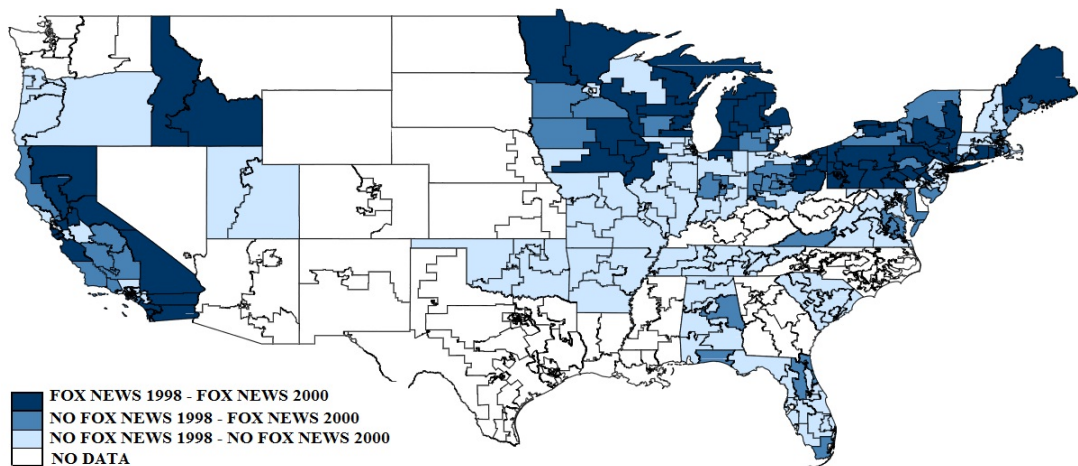 FOX NEWS 1998 - FOX NEWS 2000
NO FOX NEWS 1998 - FOX NEWS 2000
NO FOX NEWS 1998 - NO FOX NEWS 2000
NO DATA